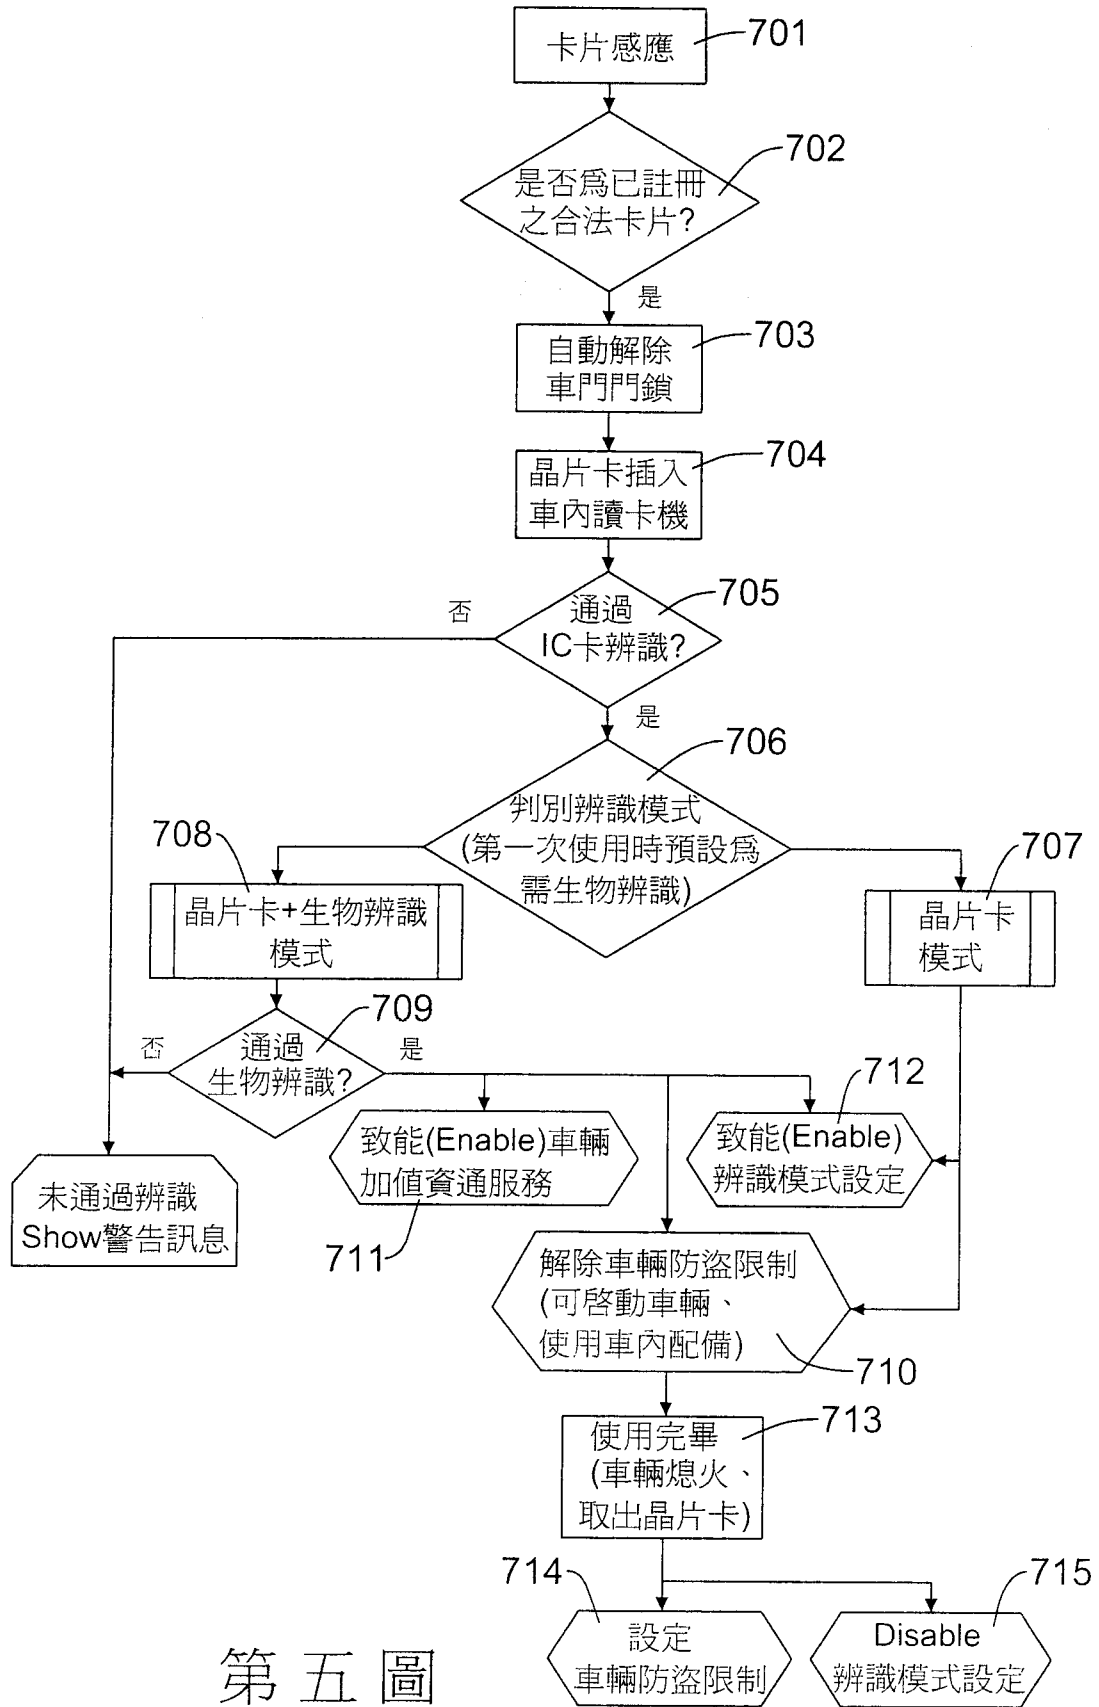 卡片感應
701
702
是否爲已註冊
之合法卡片?
是
703
自動解除
車門門鎖
704
晶片卡插入
車內讀卡機
705
否
通過
IC卡辨識?
是
706
判別辨識模式
(第一次使用時預設爲
需生物辨識)
708
707
晶片卡+生物辨識
模式
晶片卡
模式
709
否
通過
生物辨識?
是
712
致能(Enable)車輛
加值資通服務
致能(Enable)
辨識模式設定
未通過辨識
Show警告訊息
711
解除車輛防盜限制
(可啓動車輛、
使用車內配備)
710
713
使用完畢
(車輛熄火、
取出晶片卡)
714
715
設定
車輛防盜限制
Disable
辨識模式設定
第五圖